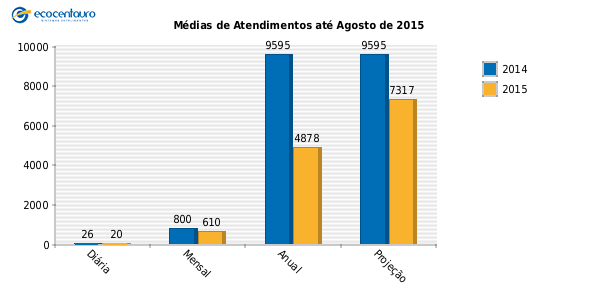 ecocentauro
Médias de Atendimentos até Agosto de 2015
10000
8000
6000
4000
2000
0
26
20
800
610
9595
4878
9595
7317
Diária
Mensal
Anual
Projeção
2014
2015